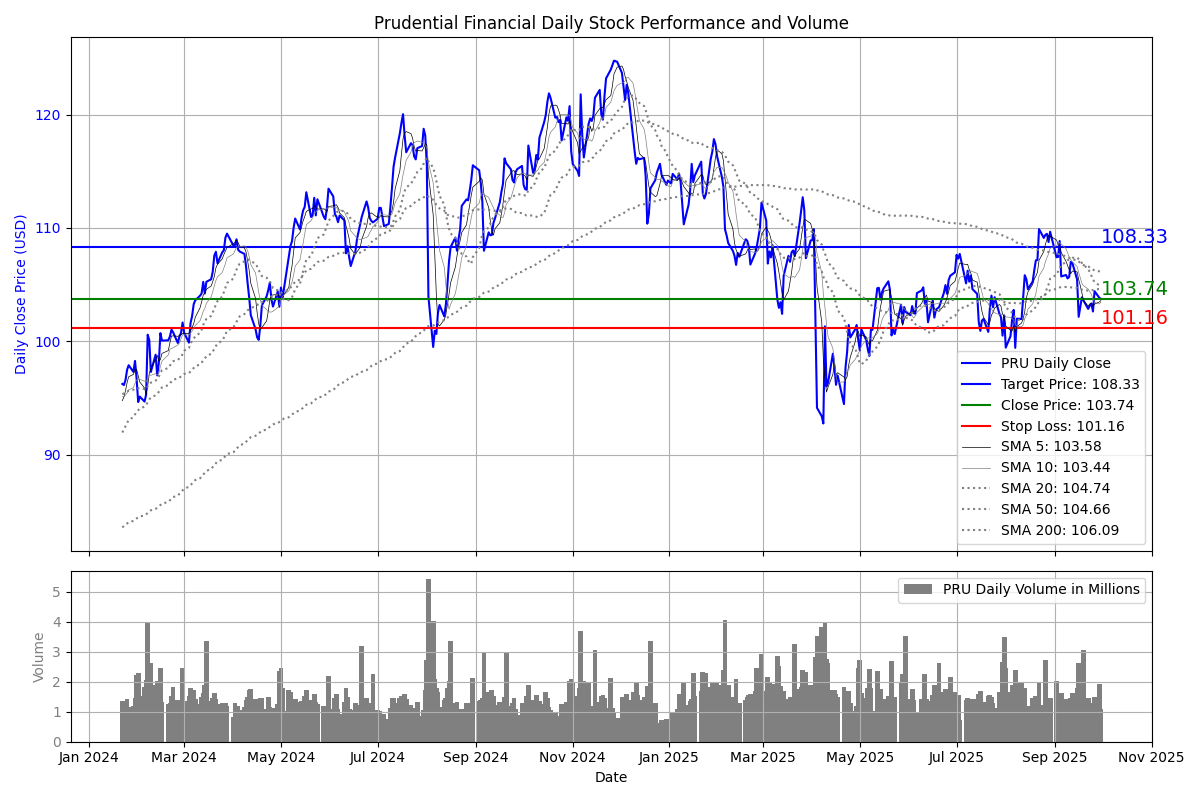 Prudential Financial Daily Stock Performance and Volume
Daily Close Price (USD)
120
110
100
90
108.33
103.74
101.16
PRU Daily Close
Target Price: 108.33
Close Price: 103.74
Stop Loss: 101.16
SMA 5: 103.58
SMA 10: 103.44
SMA 20: 104.74
SMA 50: 104.66
SMA 200: 106.09
Volume
5
4
3
2
1
0
PRU Daily Volume in Millions
Jan 2024 Mar 2024 May 2024 Jul 2024 Sep 2024 Nov 2024 Jan 2025 Mar 2025 May 2025 Jul 2025 Sep 2025 Nov 2025
Date